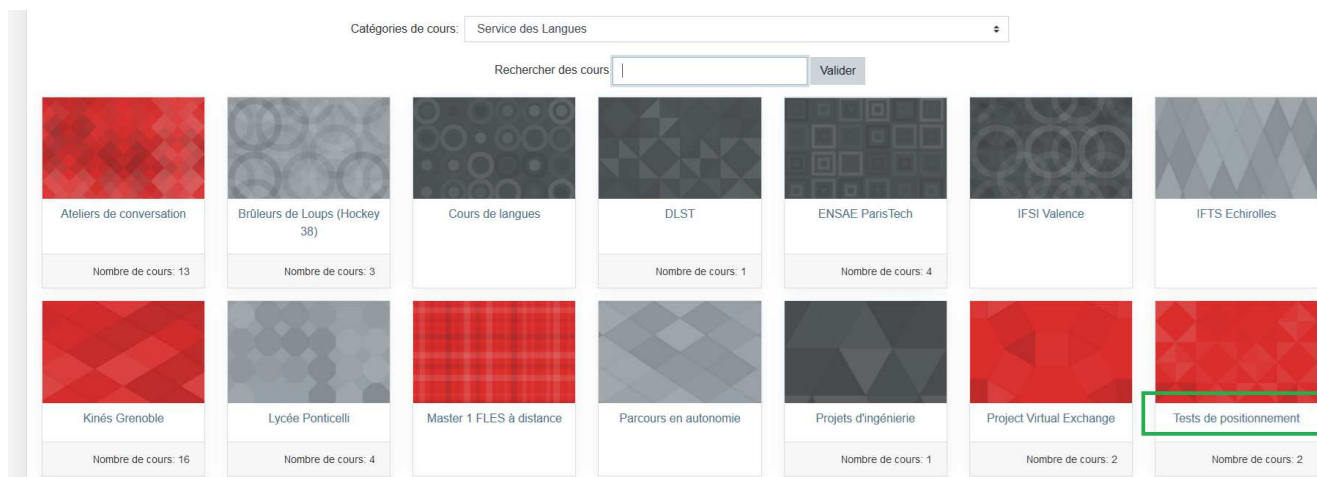 Catégories de cours: Service des Langues
Rechercher des cours Valider
Ateliers de conversation
Nombre de cours: 13
Brûleurs de Loups (Hockey
38)
Nombre de cours: 3
Cours de langues
DLST
Nombre de cours: 1
ENSAE ParisTech
Nombre de cours: 4
IFSI Valence
IFTS Echirolles
Kinés Grenoble
Nombre de cours: 16
Lycée Ponticelli
Nombre de cours: 4
Master 1 FLES à distance
Parcours en autonomie
Projets d'ingénierie
Nombre de cours: 1
Project Virtual Exchange
Nombre de cours: 2
Tests de positionnement
Nombre de cours: 2